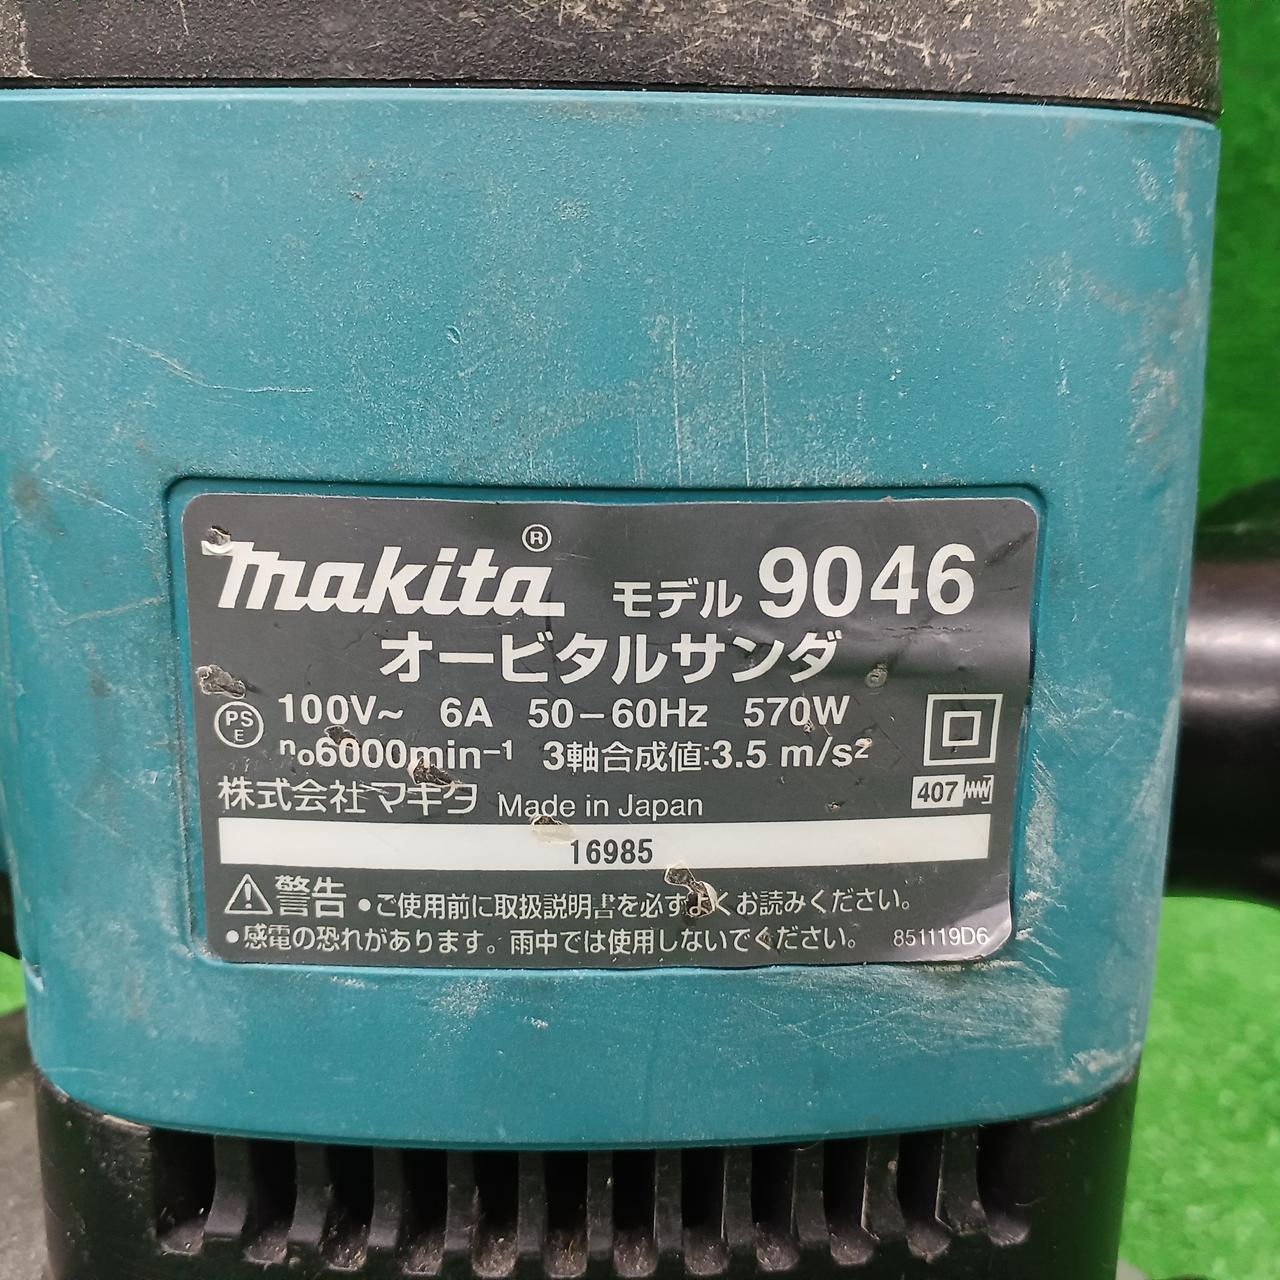 makita® モデル 9046
オービタルサンダ
PS E 100V~ 6A 50-60Hz 570W
n₀6000min⁻¹ 3軸合成値:3.5 m/s²
株式会社マキタ Made in Japan 407
16985
警告 •ご使用前に取扱説明書を必ずよくお読みください。
•感電の恐れがあります。雨中では使用しないでください。 851119D6